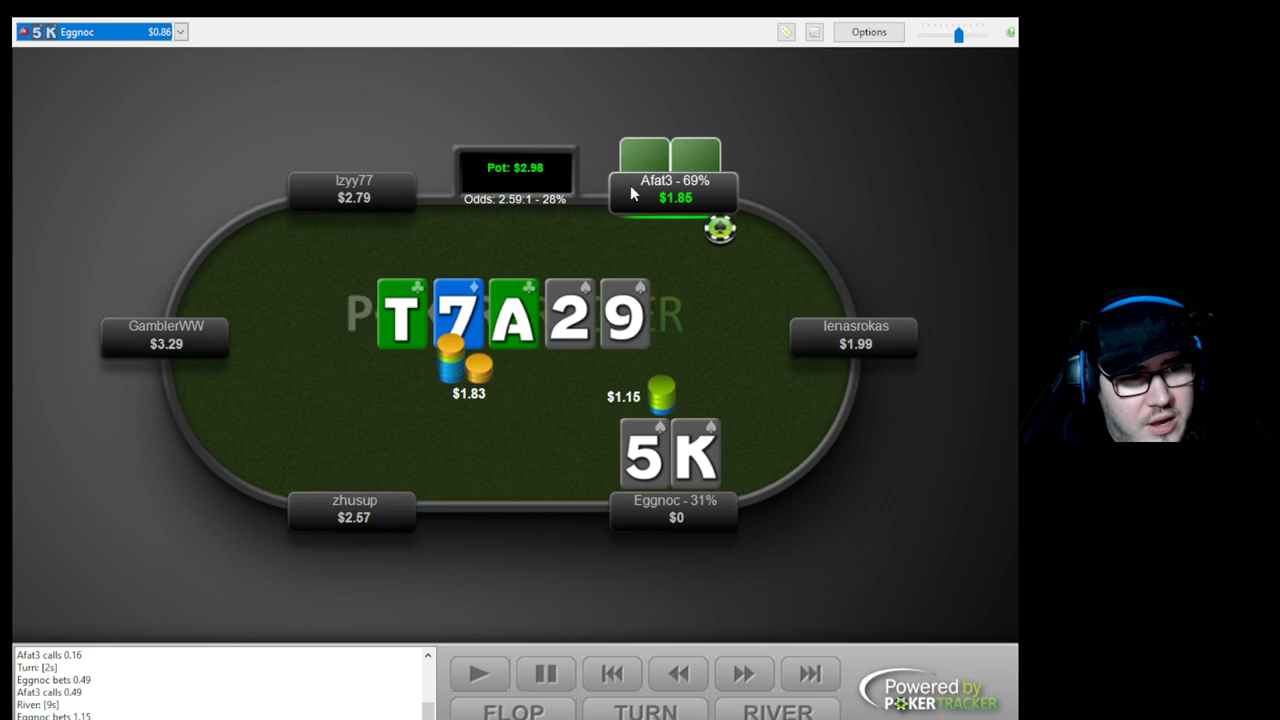 5 K Eggnoc $0.86
Options
Pot: $2.98
Odds: 2.59:1 - 28%
lzyy77
$2.79
Afat3 - 69%
$1.85
GamblerWW
$3.29
lenasrokas
$1.99
T 7 A 2 9
$1.83
$1.15
5 K
zhusup
$2.57
Eggnoc - 31%
$0
Afat3 calls 0.16
Turn: [2s]
Eggnoc bets 0.49
Afat3 calls 0.49
River: [9s]
Eggnoc bets 1.15
FLOP TURN RIVER
Powered by
POKERTRACKER